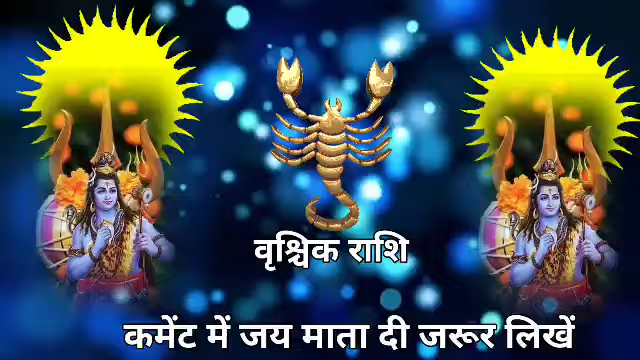 वृश्चिक राशि
कमेंट में जय माता दी जरूर लिखें